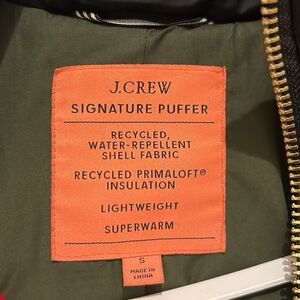 J.CREW
SIGNATURE PUFFER
RECYCLED,
WATER-REPELLENT
SHELL FABRIC
RECYCLED PRIMALOFT®
INSULATION
LIGHTWEIGHT
SUPERWARM
S
MADE IN
CHINA